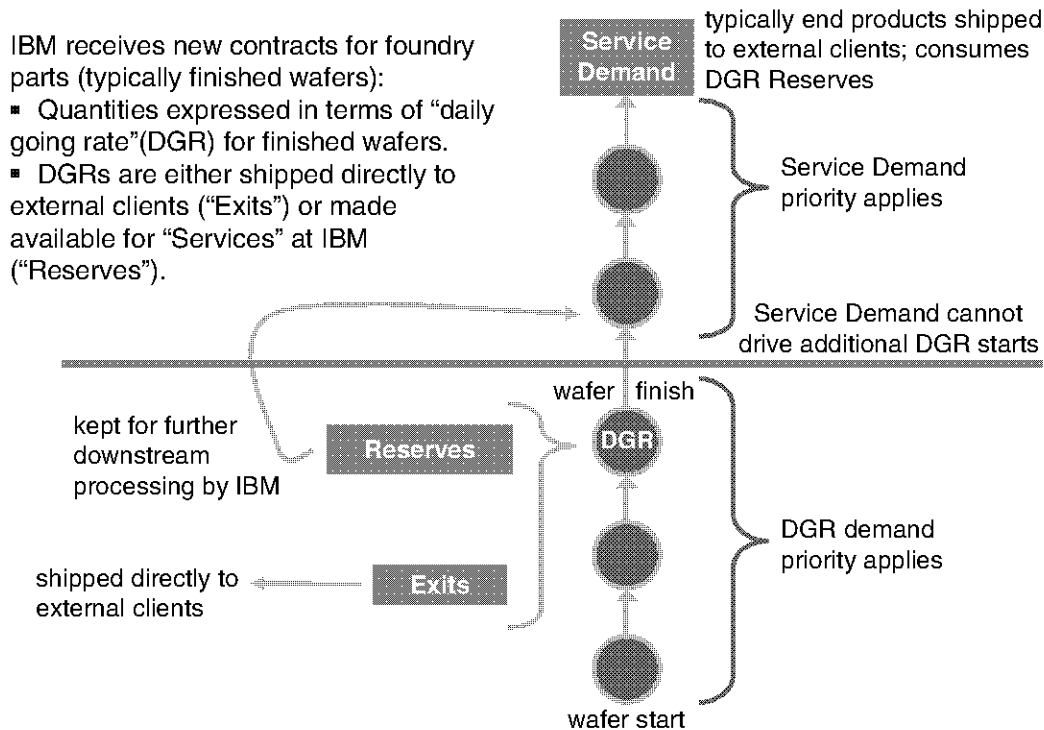 IBM receives new contracts for foundry
parts (typically finished wafers):
▪ Quantities expressed in terms of “daily
going rate”(DGR) for finished wafers.
▪ DGRs are either shipped directly to
external clients (“Exits”) or made
available for “Services” at IBM
(“Reserves”).
Service
Demand
typically end products shipped
to external clients; consumes
DGR Reserves
Service Demand
priority applies
Service Demand cannot
drive additional DGR starts
wafer finish
kept for further
downstream
processing by IBM
Reserves
DGR
DGR demand
priority applies
shipped directly to
external clients
Exits
wafer start